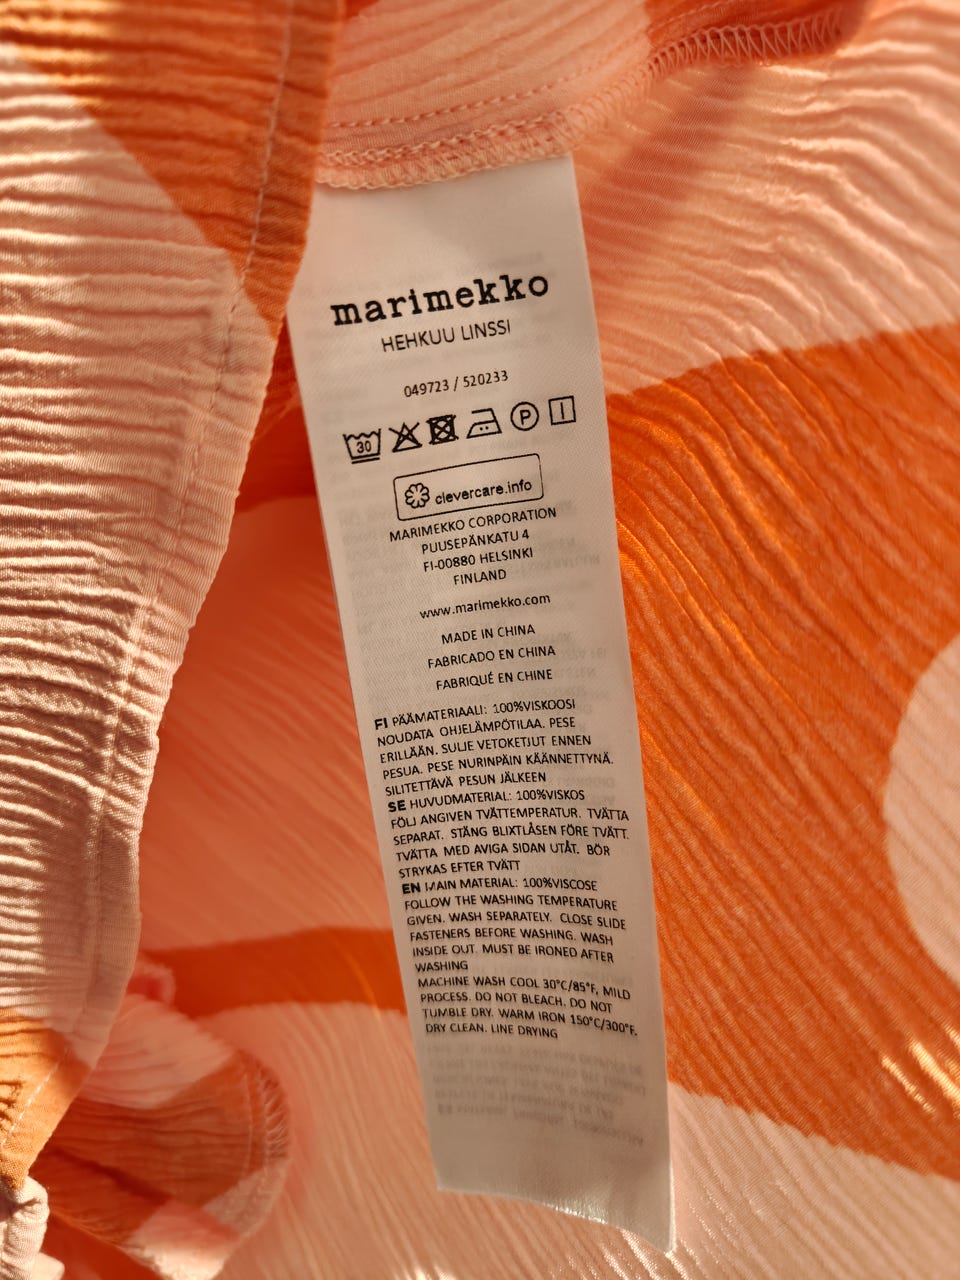 marimekko
HEHKUU LINSSI
049723 / 520233
30 P
clevercare.info
MARIMEKKO CORPORATION
PUUSEPÄNKATU 4
FI-00880 HELSINKI
FINLAND
www.marimekko.com
MADE IN CHINA
FABRICADO EN CHINA
FABRIQUÉ EN CHINE
FI PÄÄMATERIAALI: 100%VISKOOSI
NOUDATA OHJELÄMPÖTILAA. PESE
ERILLÄÄN. SULJE VETOKETJUT ENNEN
PESUA. PESE NURINPÄIN KÄÄNNETTYNÄ.
SILITETTÄVÄ PESUN JÄLKEEN
SE HUVUDMATERIAL: 100%VISKOS
FÖLJ ANGIVEN TVÄTTEMPERATUR. TVÄTTA
SEPARAT. STÄNG BLIXTLÅSEN FÖRE TVÄTT.
TVÄTTA MED AVIGA SIDAN UTÅT. BÖR
STRYKAS EFTER TVÄTT
EN MAIN MATERIAL: 100%VISCOSE
FOLLOW THE WASHING TEMPERATURE
GIVEN. WASH SEPARATELY. CLOSE SLIDE
FASTENERS BEFORE WASHING. WASH
INSIDE OUT. MUST BE IRONED AFTER
WASHING
MACHINE WASH COOL 30°C/85°F, MILD
PROCESS. DO NOT BLEACH. DO NOT
TUMBLE DRY. WARM IRON 150°C/300°F.
DRY CLEAN. LINE DRYING